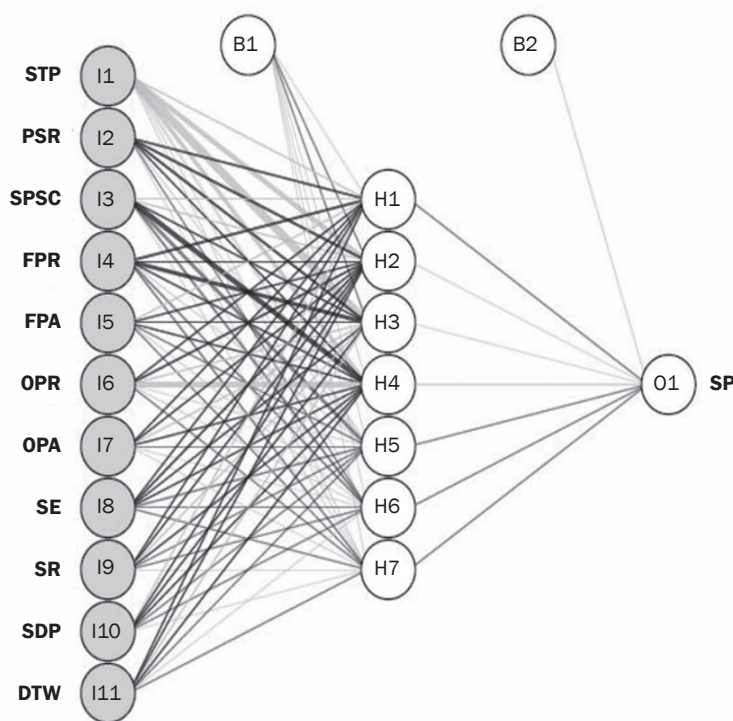 B1 B2
STP I1
PSR I2
SPSC I3 H1
FPR I4 H2
FPA I5 H3
OPR I6 H4 O1 SP
OPA I7 H5
SE I8 H6
SR I9 H7
SDP I10
DTW I11